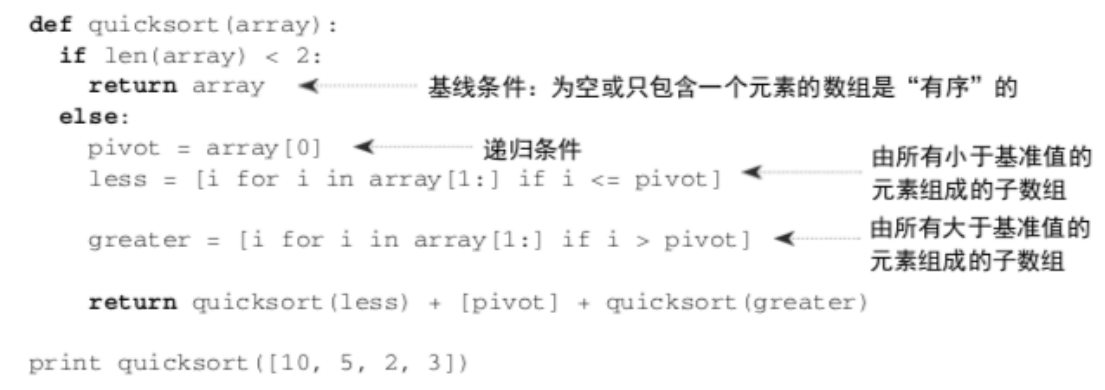 def quicksort(array):
if len(array) < 2:
return array 基线条件：为空或只包含一个元素的数组是“有序”的
else:
pivot = array[0] 递归条件
less = [i for i in array[1:] if i <= pivot] 由所有小于基准值的
元素组成的子数组
greater = [i for i in array[1:] if i > pivot] 由所有大于基准值的
元素组成的子数组
return quicksort(less) + [pivot] + quicksort(greater)
print quicksort([10, 5, 2, 3])